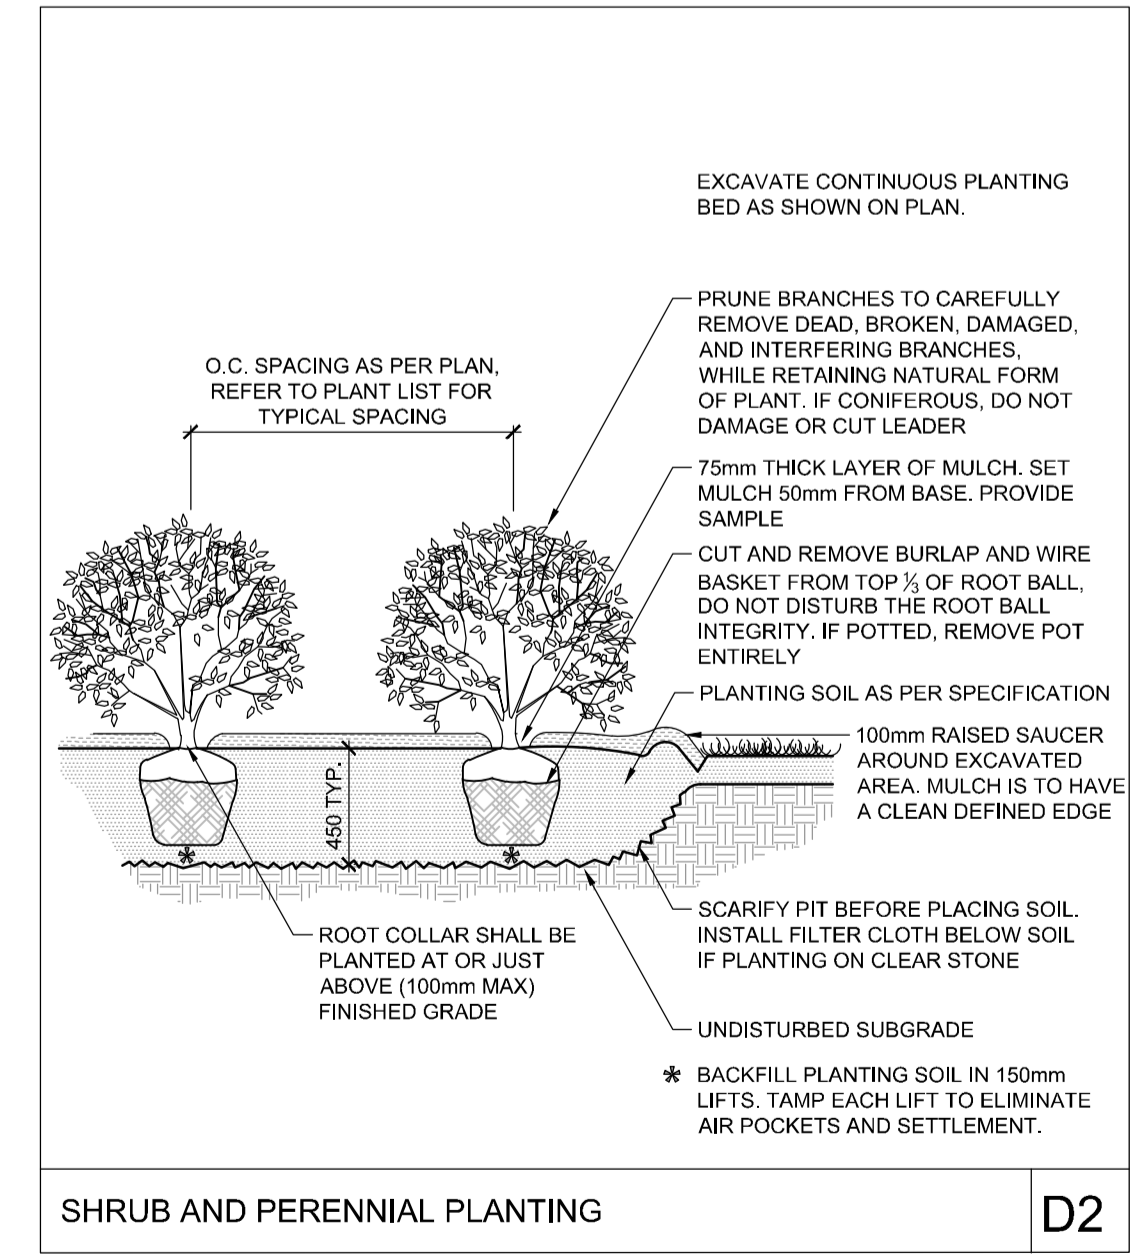 EXCAVATE CONTINUOUS PLANTING
BED AS SHOWN ON PLAN.
PRUNE BRANCHES TO CAREFULLY
REMOVE DEAD, BROKEN, DAMAGED,
AND INTERFERING BRANCHES,
WHILE RETAINING NATURAL FORM
OF PLANT. IF CONIFEROUS, DO NOT
DAMAGE OR CUT LEADER
O.C. SPACING AS PER PLAN,
REFER TO PLANT LIST FOR
TYPICAL SPACING
75mm THICK LAYER OF MULCH. SET
MULCH 50mm FROM BASE. PROVIDE
SAMPLE
CUT AND REMOVE BURLAP AND WIRE
BASKET FROM TOP ⅓ OF ROOT BALL,
DO NOT DISTURB THE ROOT BALL
INTEGRITY. IF POTTED, REMOVE POT
ENTIRELY
PLANTING SOIL AS PER SPECIFICATION
100mm RAISED SAUCER
AROUND EXCAVATED
AREA. MULCH IS TO HAVE
A CLEAN DEFINED EDGE
450 TYP.
* *
SCARIFY PIT BEFORE PLACING SOIL.
INSTALL FILTER CLOTH BELOW SOIL
IF PLANTING ON CLEAR STONE
ROOT COLLAR SHALL BE
PLANTED AT OR JUST
ABOVE (100mm MAX)
FINISHED GRADE
UNDISTURBED SUBGRADE
* BACKFILL PLANTING SOIL IN 150mm
LIFTS. TAMP EACH LIFT TO ELIMINATE
AIR POCKETS AND SETTLEMENT.
SHRUB AND PERENNIAL PLANTING
D2